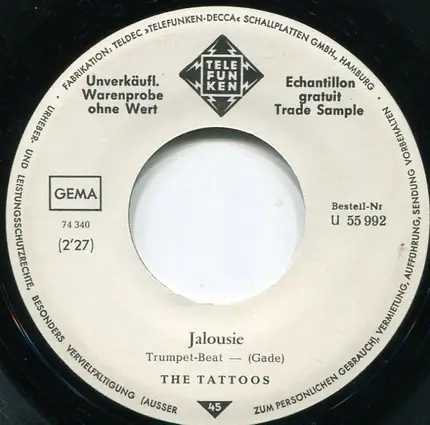 FABRIKATION: TELDEC »TELEFUNKEN-DECCA« SCHALLPLATTEN GMBH., HAMBURG · URHEBER- UND LEISTUNGSSCHUTZRECHTE, BESONDERS VERVIELFÄLTIGUNG (AUSSER ZUM PERSÖNLICHEN GEBRAUCH), VERMIETUNG, AUFFÜHRUNG, SENDUNG VORBEHALTEN ·
TELE
FUN
KEN
Unverkäufl.
Warenprobe
ohne Wert
Echantillon
gratuit
Trade Sample
GEMA
74 340
(2'27)
Bestell-Nr
U 55 992
Jalousie
Trumpet-Beat — (Gade)
THE TATTOOS
45